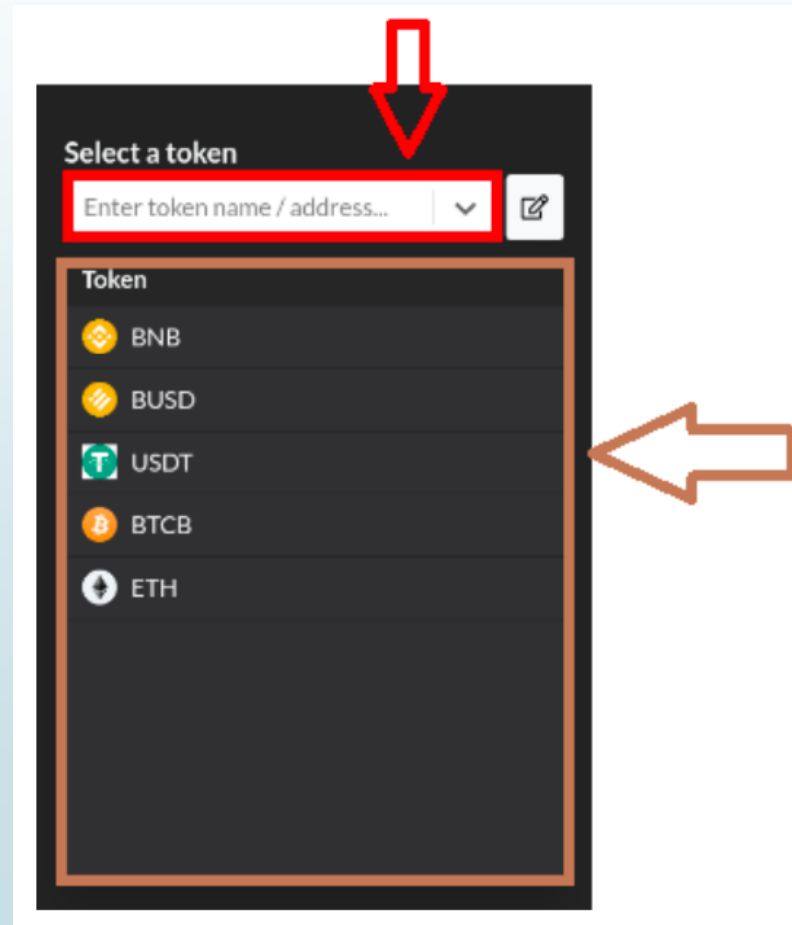 Select a token
Enter token name / address...
Token
BNB
BUSD
USDT
BTCB
ETH